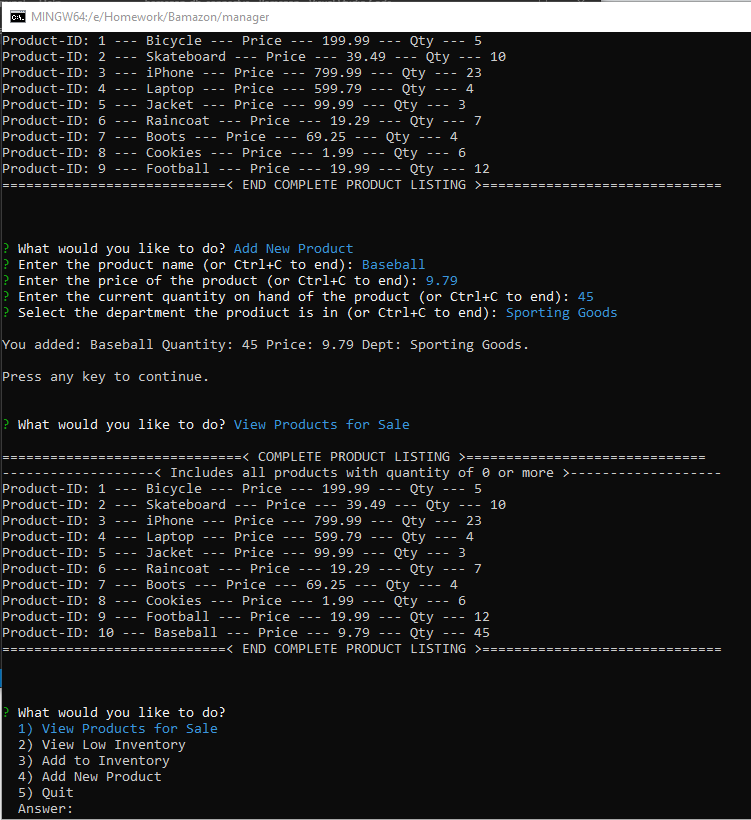 MINGW64:/e/Homework/Bamazon/manager
Product-ID: 1 --- Bicycle --- Price --- 199.99 --- Qty --- 5
Product-ID: 2 --- Skateboard --- Price --- 39.49 --- Qty --- 10
Product-ID: 3 --- iPhone --- Price --- 799.99 --- Qty --- 23
Product-ID: 4 --- Laptop --- Price --- 599.79 --- Qty --- 4
Product-ID: 5 --- Jacket --- Price --- 99.99 --- Qty --- 3
Product-ID: 6 --- Raincoat --- Price --- 19.29 --- Qty --- 7
Product-ID: 7 --- Boots --- Price --- 69.25 --- Qty --- 4
Product-ID: 8 --- Cookies --- Price --- 1.99 --- Qty --- 6
Product-ID: 9 --- Football --- Price --- 19.99 --- Qty --- 12
============================< END COMPLETE PRODUCT LISTING >==============================
? What would you like to do? Add New Product
? Enter the product name (or Ctrl+C to end): Baseball
? Enter the price of the product (or Ctrl+C to end): 9.79
? Enter the current quantity on hand of the product (or Ctrl+C to end): 45
? Select the department the prodiuct is in (or Ctrl+C to end): Sporting Goods
You added: Baseball Quantity: 45 Price: 9.79 Dept: Sporting Goods.
Press any key to continue.
? What would you like to do? View Products for Sale
==============================< COMPLETE PRODUCT LISTING >==============================
-------------------< Includes all products with quantity of 0 or more >-------------------
Product-ID: 1 --- Bicycle --- Price --- 199.99 --- Qty --- 5
Product-ID: 2 --- Skateboard --- Price --- 39.49 --- Qty --- 10
Product-ID: 3 --- iPhone --- Price --- 799.99 --- Qty --- 23
Product-ID: 4 --- Laptop --- Price --- 599.79 --- Qty --- 4
Product-ID: 5 --- Jacket --- Price --- 99.99 --- Qty --- 3
Product-ID: 6 --- Raincoat --- Price --- 19.29 --- Qty --- 7
Product-ID: 7 --- Boots --- Price --- 69.25 --- Qty --- 4
Product-ID: 8 --- Cookies --- Price --- 1.99 --- Qty --- 6
Product-ID: 9 --- Football --- Price --- 19.99 --- Qty --- 12
Product-ID: 10 --- Baseball --- Price --- 9.79 --- Qty --- 45
============================< END COMPLETE PRODUCT LISTING >==============================
? What would you like to do?
1) View Products for Sale
2) View Low Inventory
3) Add to Inventory
4) Add New Product
5) Quit
Answer: